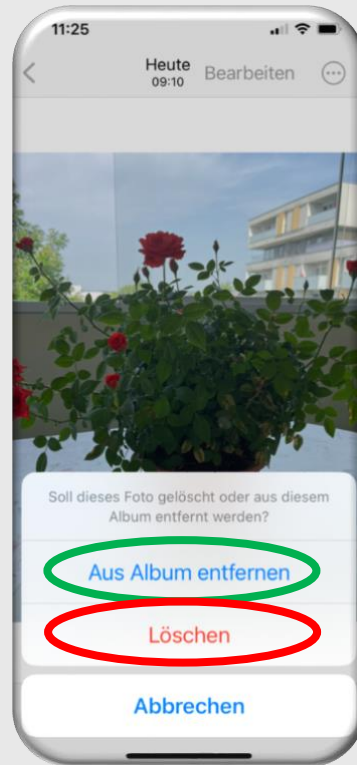 11:25
Heute
09:10
Bearbeiten
Soll dieses Foto gelöscht oder aus diesem
Album entfernt werden?
Aus Album entfernen
Löschen
Abbrechen